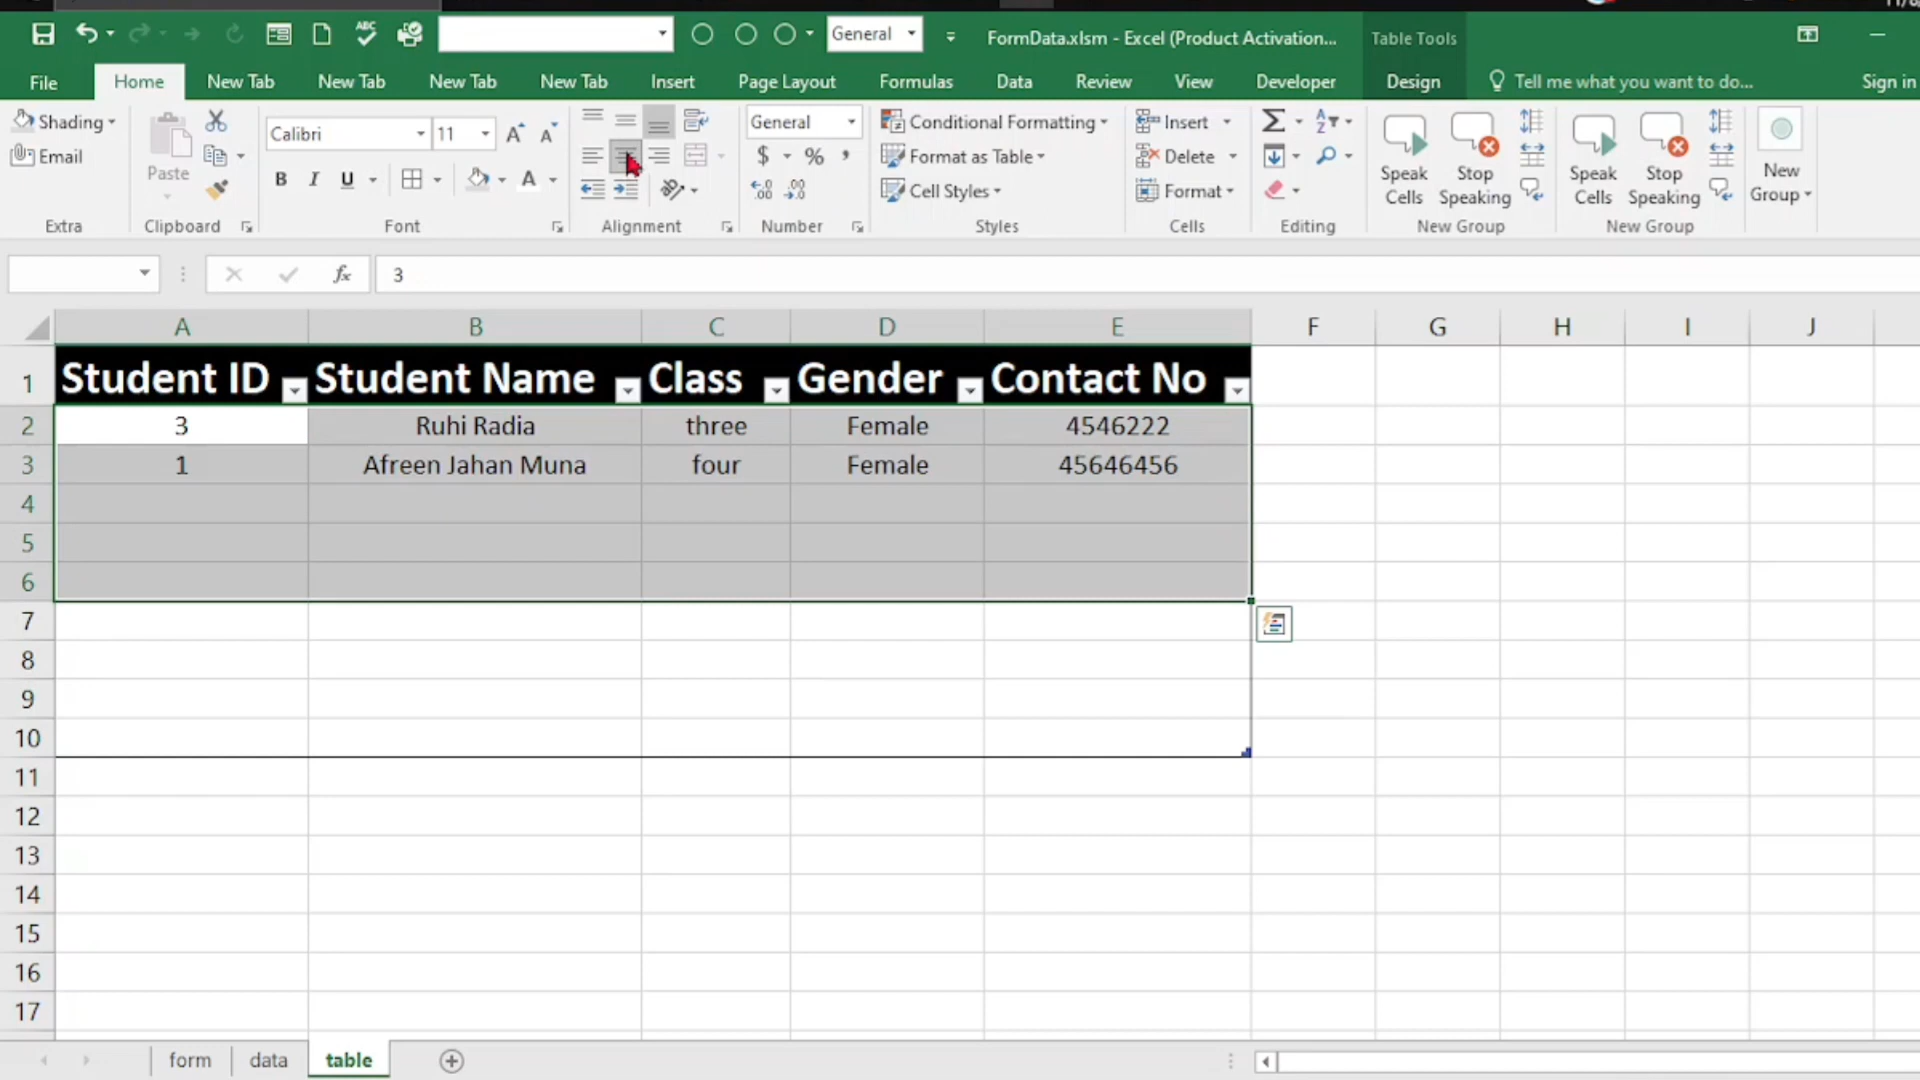 General
FormData.xlsm - Excel (Product Activation...
Table Tools
File Home New Tab New Tab New Tab New Tab Insert Page Layout Formulas Data Review View Developer Design Tell me what you want to do... Sign in
Shading
Email
Extra
Paste
Clipboard
Calibri 11
B I U A
Font
Alignment
General
$ % ,
Number
Conditional Formatting
Format as Table
Cell Styles
Styles
Insert
Delete
Format
Cells
Editing
Speak Cells
Stop Speaking
New Group
Speak Cells
Stop Speaking
New Group
New Group
fx 3
A B C D E F G H I J
1 Student ID Student Name Class Gender Contact No
2 3 Ruhi Radia three Female 4546222
3 1 Afreen Jahan Muna four Female 45646456
4
5
6
7
8
9
10
11
12
13
14
15
16
17
form data table